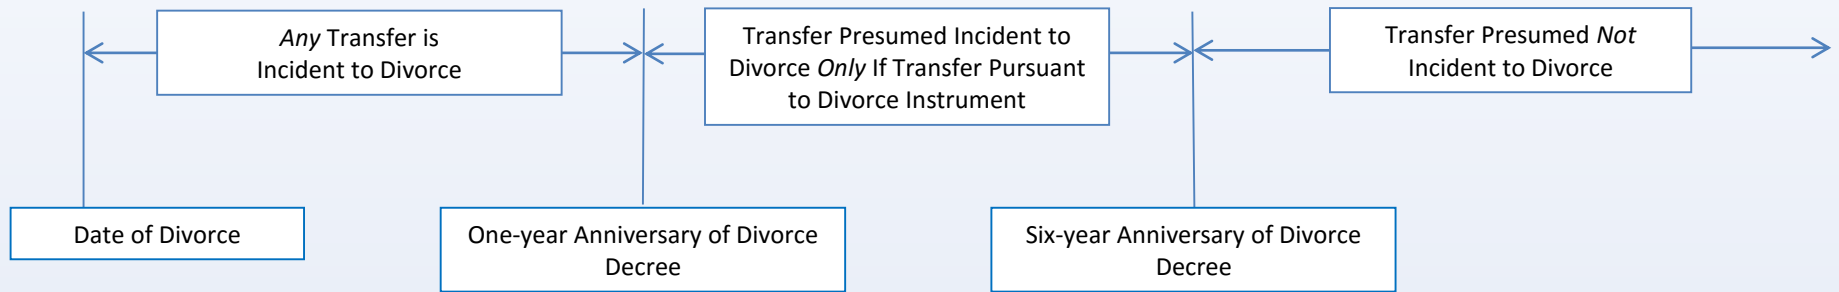 Any Transfer is
Incident to Divorce
Transfer Presumed Incident to
Divorce Only If Transfer Pursuant
to Divorce Instrument
Transfer Presumed Not
Incident to Divorce
Date of Divorce
One-year Anniversary of Divorce
Decree
Six-year Anniversary of Divorce
Decree